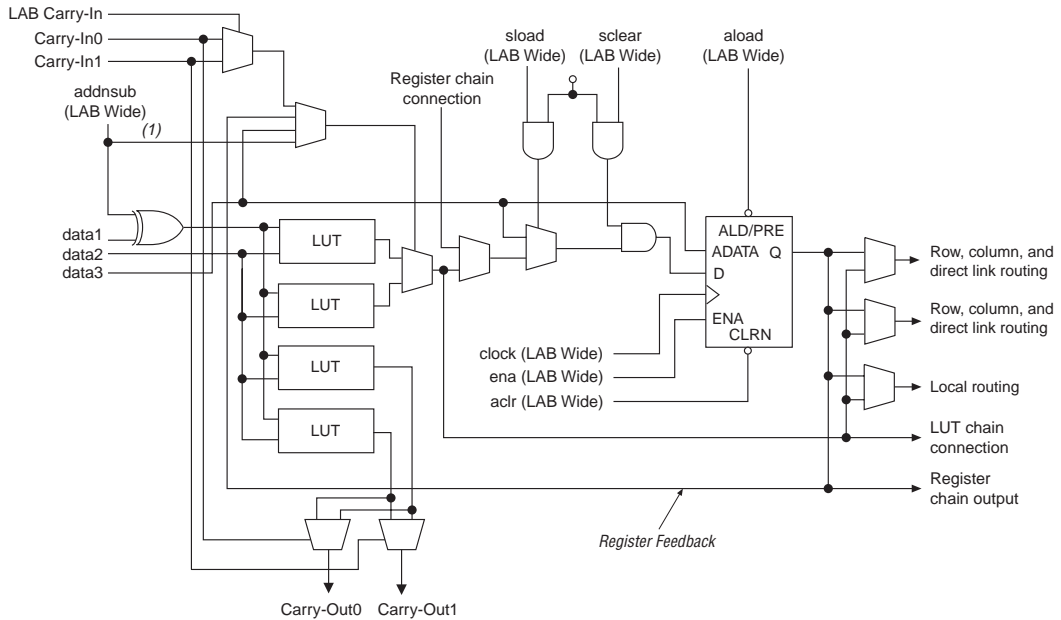 LAB Carry-In
Carry-In0
Carry-In1
addnsub
(LAB Wide)
(1)
Register chain
connection
sload
(LAB Wide)
sclear
(LAB Wide)
aload
(LAB Wide)
data1
data2
data3
LUT
LUT
LUT
LUT
ALD/PRE
ADATA Q
D
ENA
CLRN
clock (LAB Wide)
ena (LAB Wide)
aclr (LAB Wide)
Row, column, and
direct link routing
Row, column, and
direct link routing
Local routing
LUT chain
connection
Register
chain output
Register Feedback
Carry-Out0
Carry-Out1